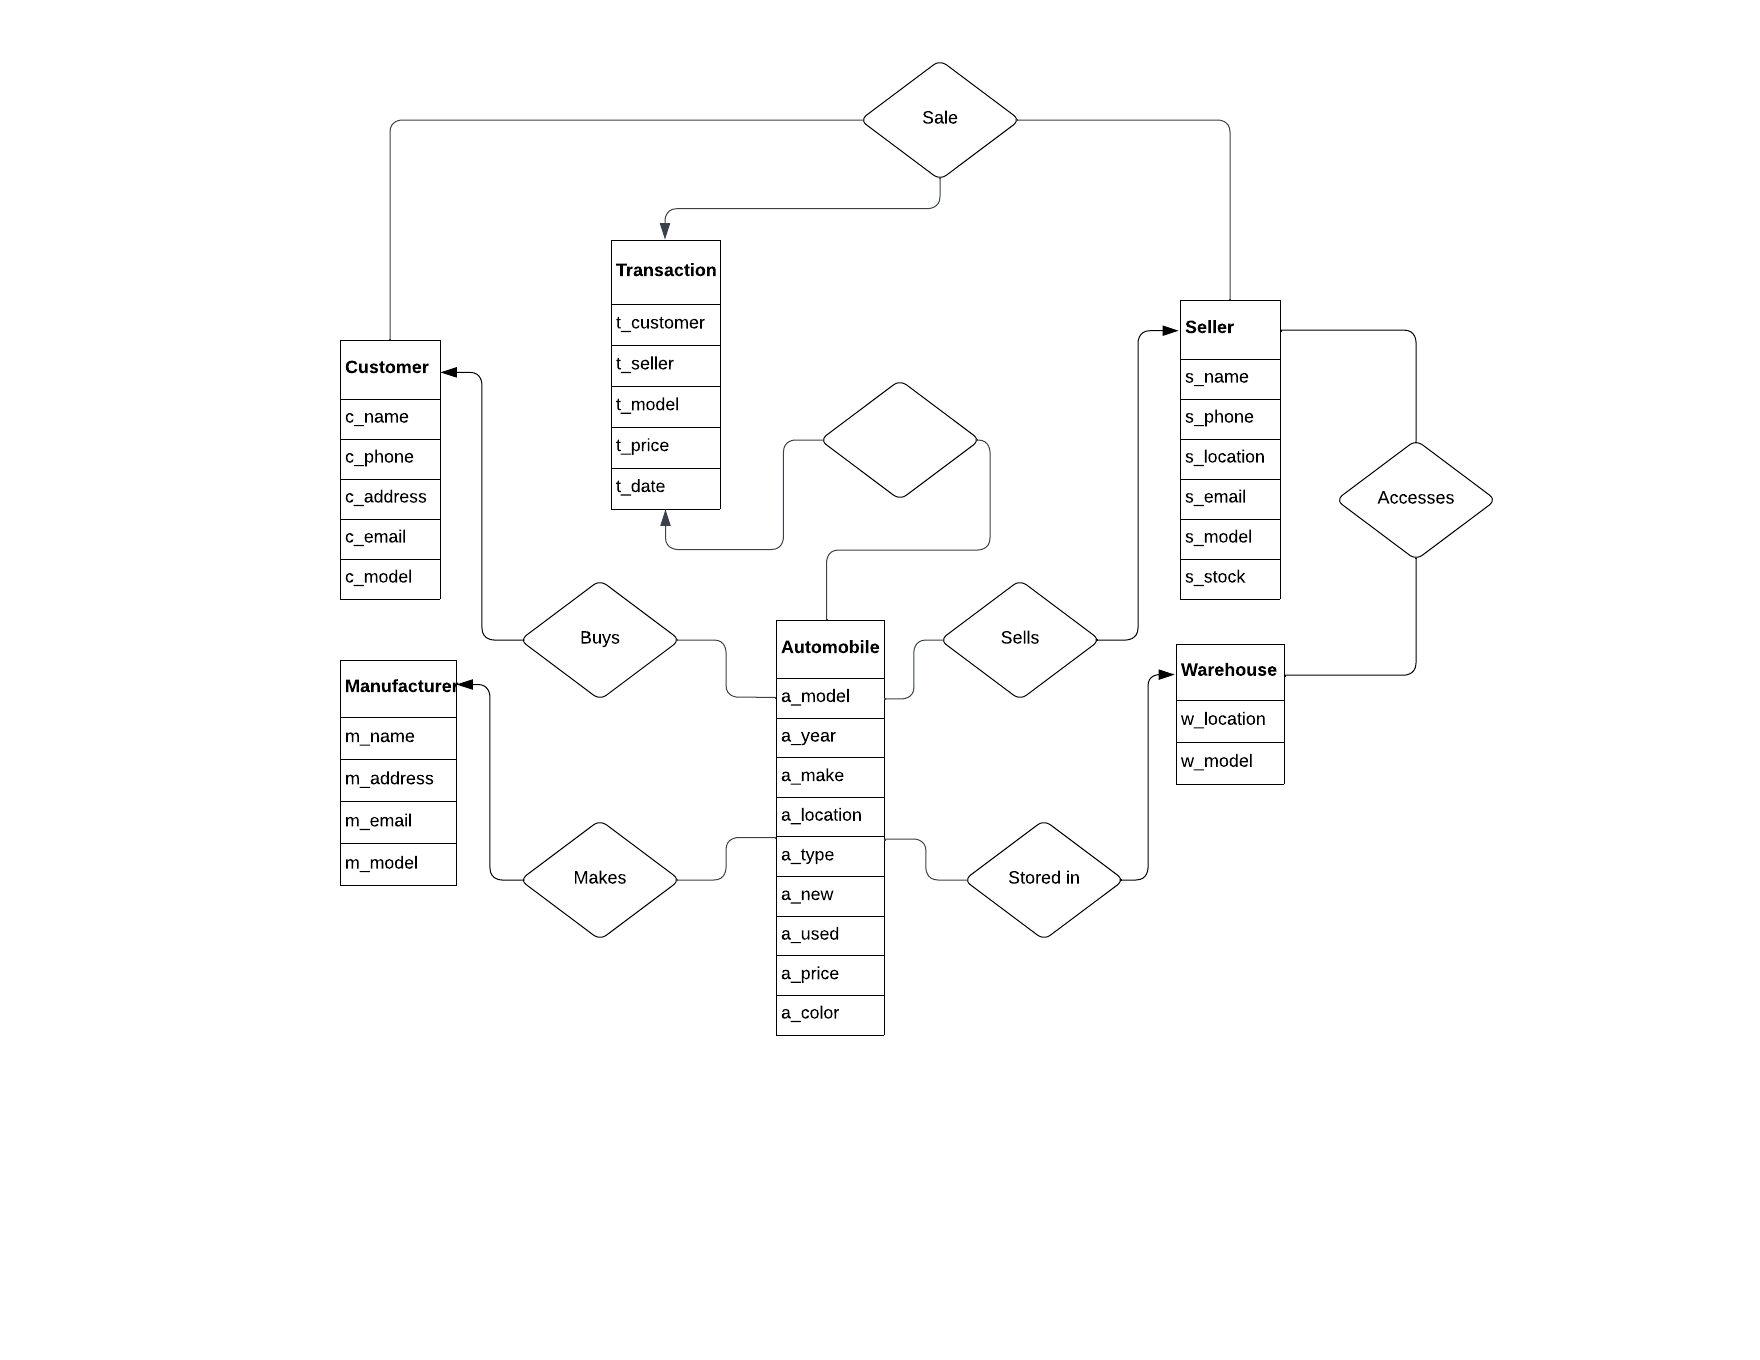 Sale
Transaction
t_customer
t_seller
t_model
t_price
t_date
Customer
c_name
c_phone
c_address
c_email
c_model
Seller
s_name
s_phone
s_location
s_email
s_model
s_stock
Accesses
Buys
Sells
Manufacturer
m_name
m_address
m_email
m_model
Automobile
a_model
a_year
a_make
a_location
a_type
a_new
a_used
a_price
a_color
Warehouse
w_location
w_model
Makes
Stored in